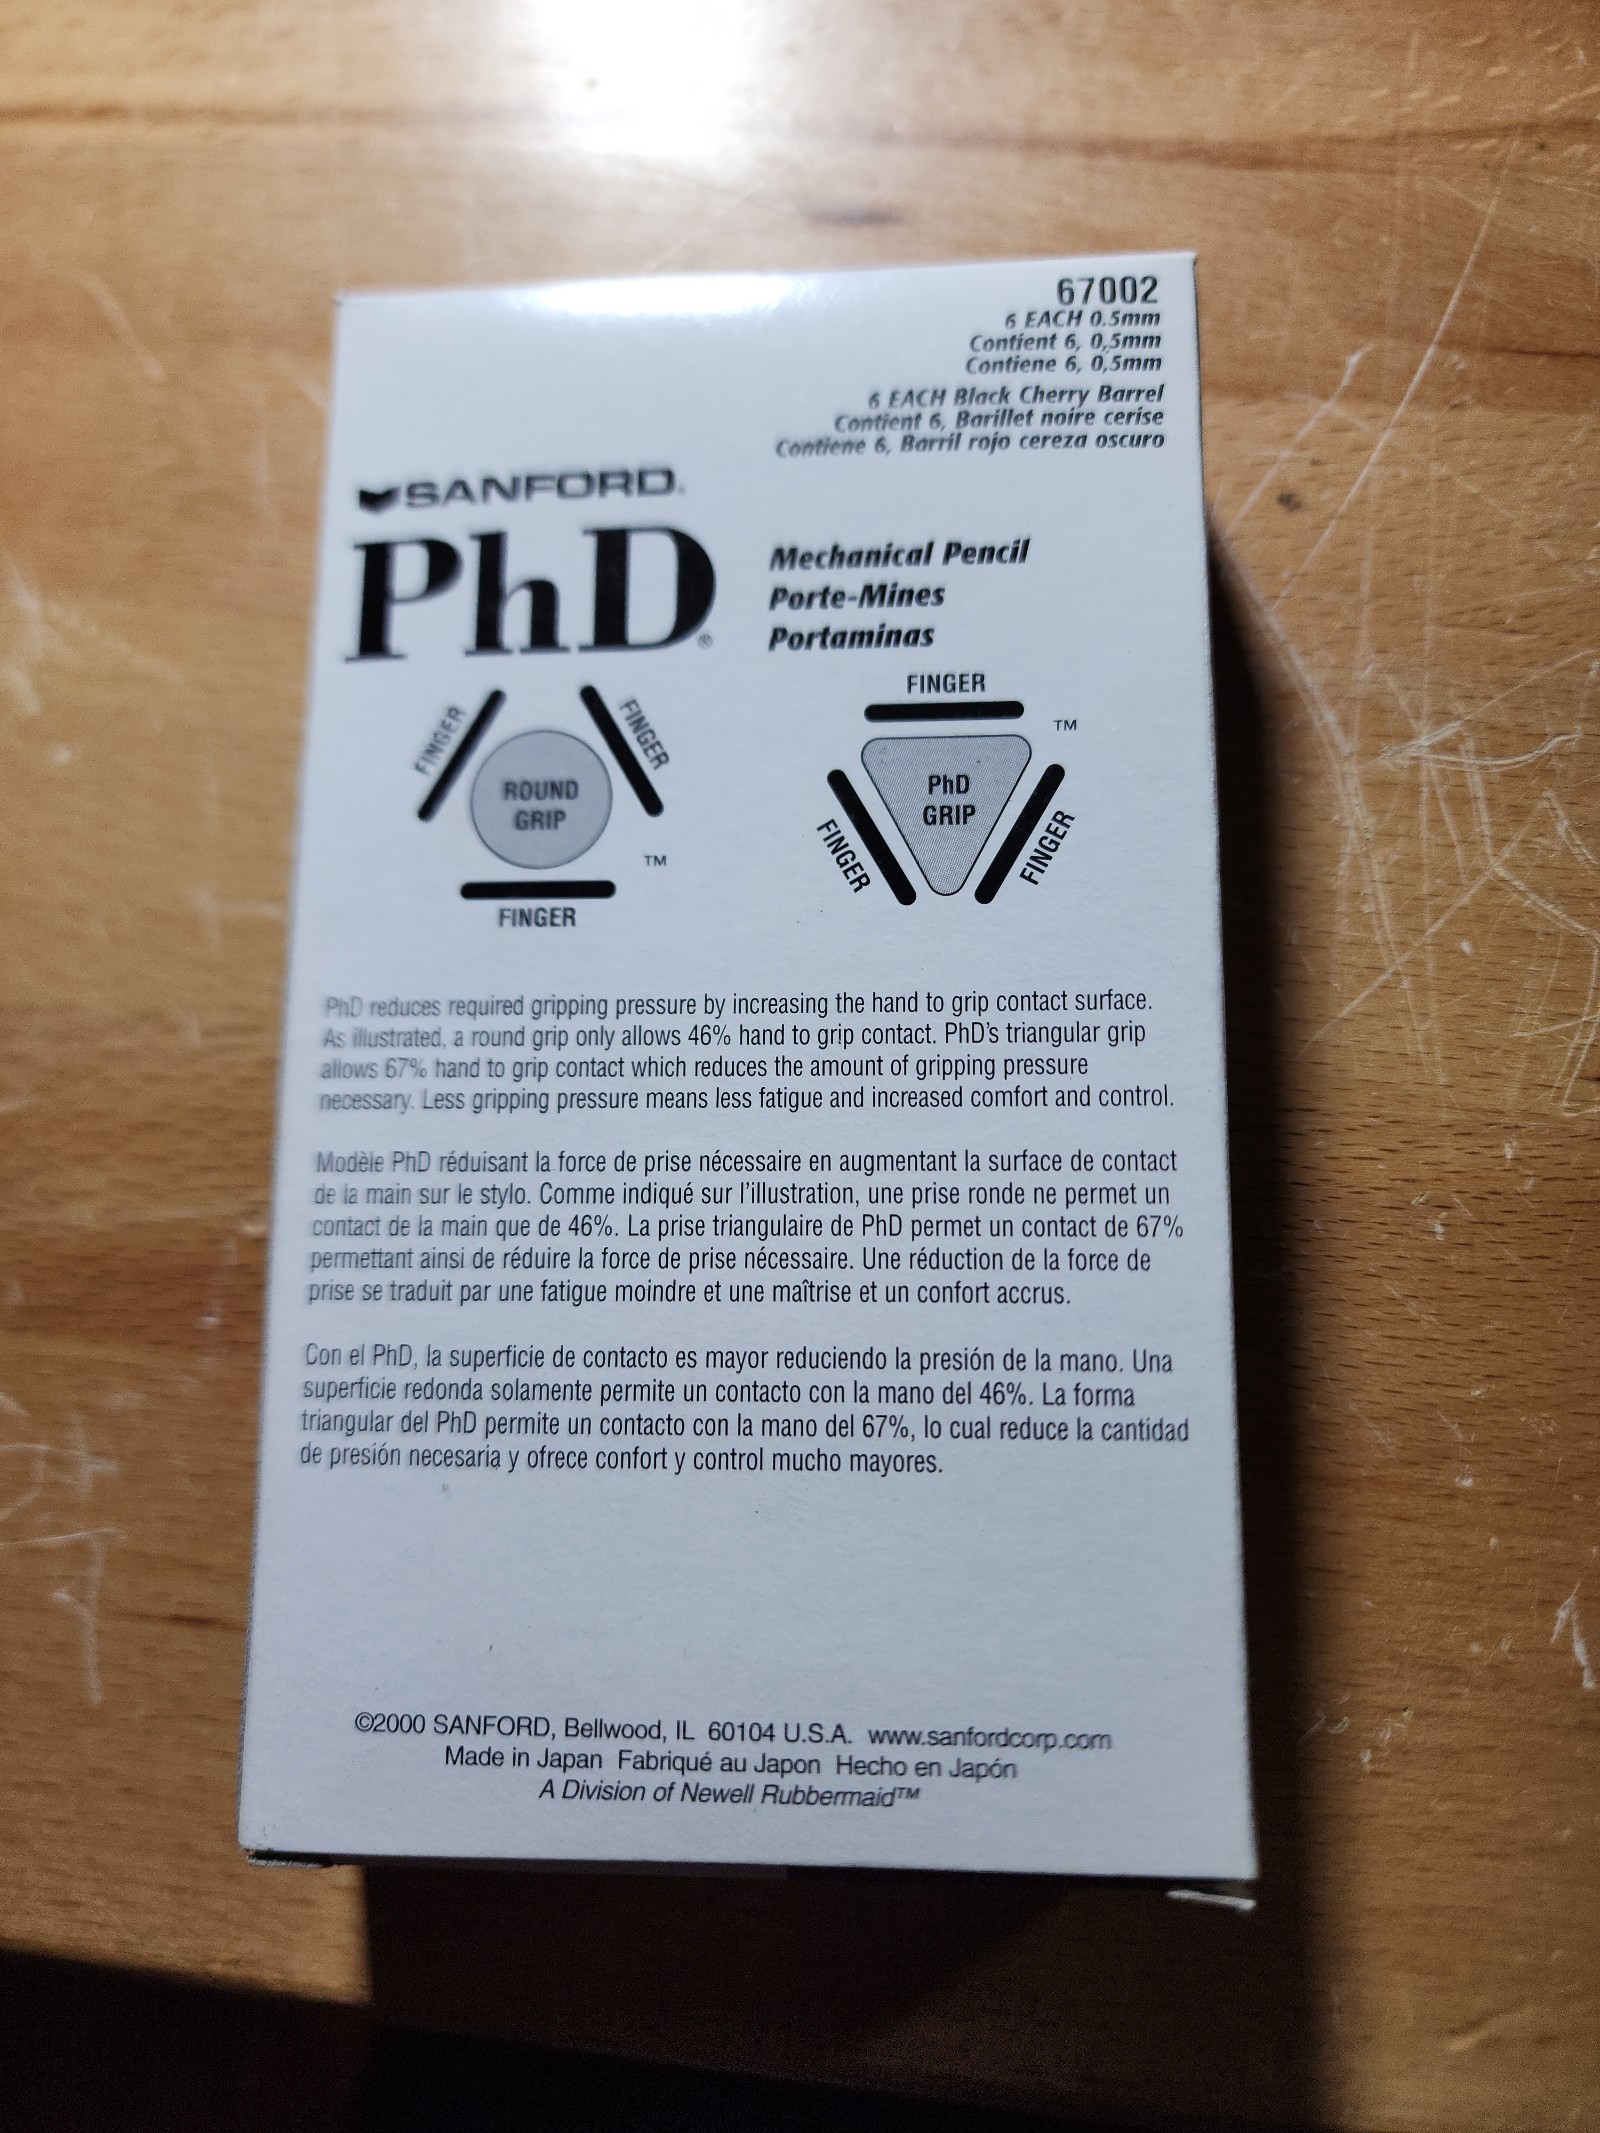 67002
6 EACH 0.5mm
Contient 6, 0,5mm
Contiene 6, 0,5mm
6 EACH Black Cherry Barrel
Contient 6, Barillet noire cerise
Contiene 6, Barril rojo cereza oscuro
SANFORD®
PhD®
Mechanical Pencil
Porte-Mines
Portaminas
FINGER
FINGER
ROUND
GRIP
TM
FINGER
FINGER
TM
PhD
GRIP
FINGER
FINGER
PhD reduces required gripping pressure by increasing the hand to grip contact surface.
As illustrated, a round grip only allows 46% hand to grip contact. PhD's triangular grip
allows 67% hand to grip contact which reduces the amount of gripping pressure
necessary. Less gripping pressure means less fatigue and increased comfort and control.
Modèle PhD réduisant la force de prise nécessaire en augmentant la surface de contact
de la main sur le stylo. Comme indiqué sur l'illustration, une prise ronde ne permet un
contact de la main que de 46%. La prise triangulaire de PhD permet un contact de 67%
permettant ainsi de réduire la force de prise nécessaire. Une réduction de la force de
prise se traduit par une fatigue moindre et une maîtrise et un confort accrus.
Con el PhD, la superficie de contacto es mayor reduciendo la presión de la mano. Una
superficie redonda solamente permite un contacto con la mano del 46%. La forma
triangular del PhD permite un contacto con la mano del 67%, lo cual reduce la cantidad
de presión necesaria y ofrece confort y control mucho mayores.
©2000 SANFORD, Bellwood, IL 60104 U.S.A. www.sanfordcorp.com
Made in Japan Fabriqué au Japon Hecho en Japón
A Division of Newell Rubbermaid™